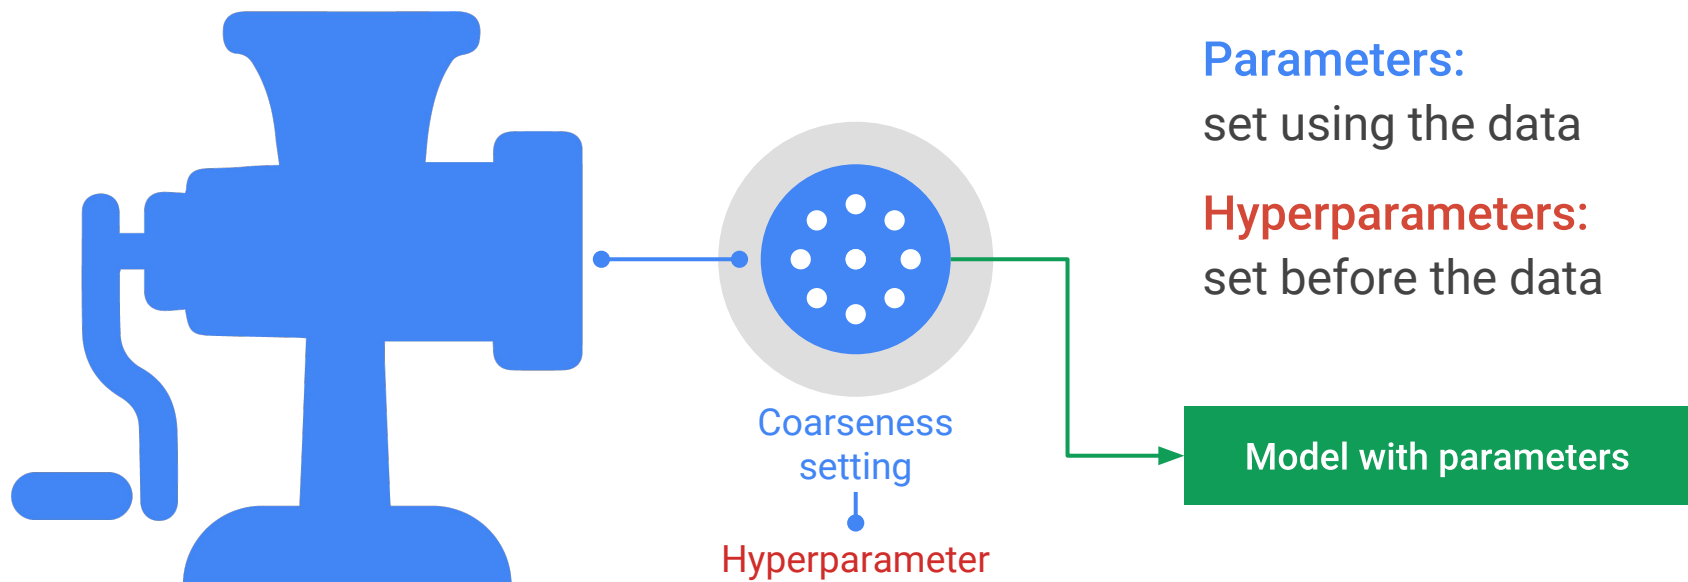 Parameters:
set using the data
Hyperparameters:
set before the data
Coarseness
setting
Hyperparameter
Model with parameters